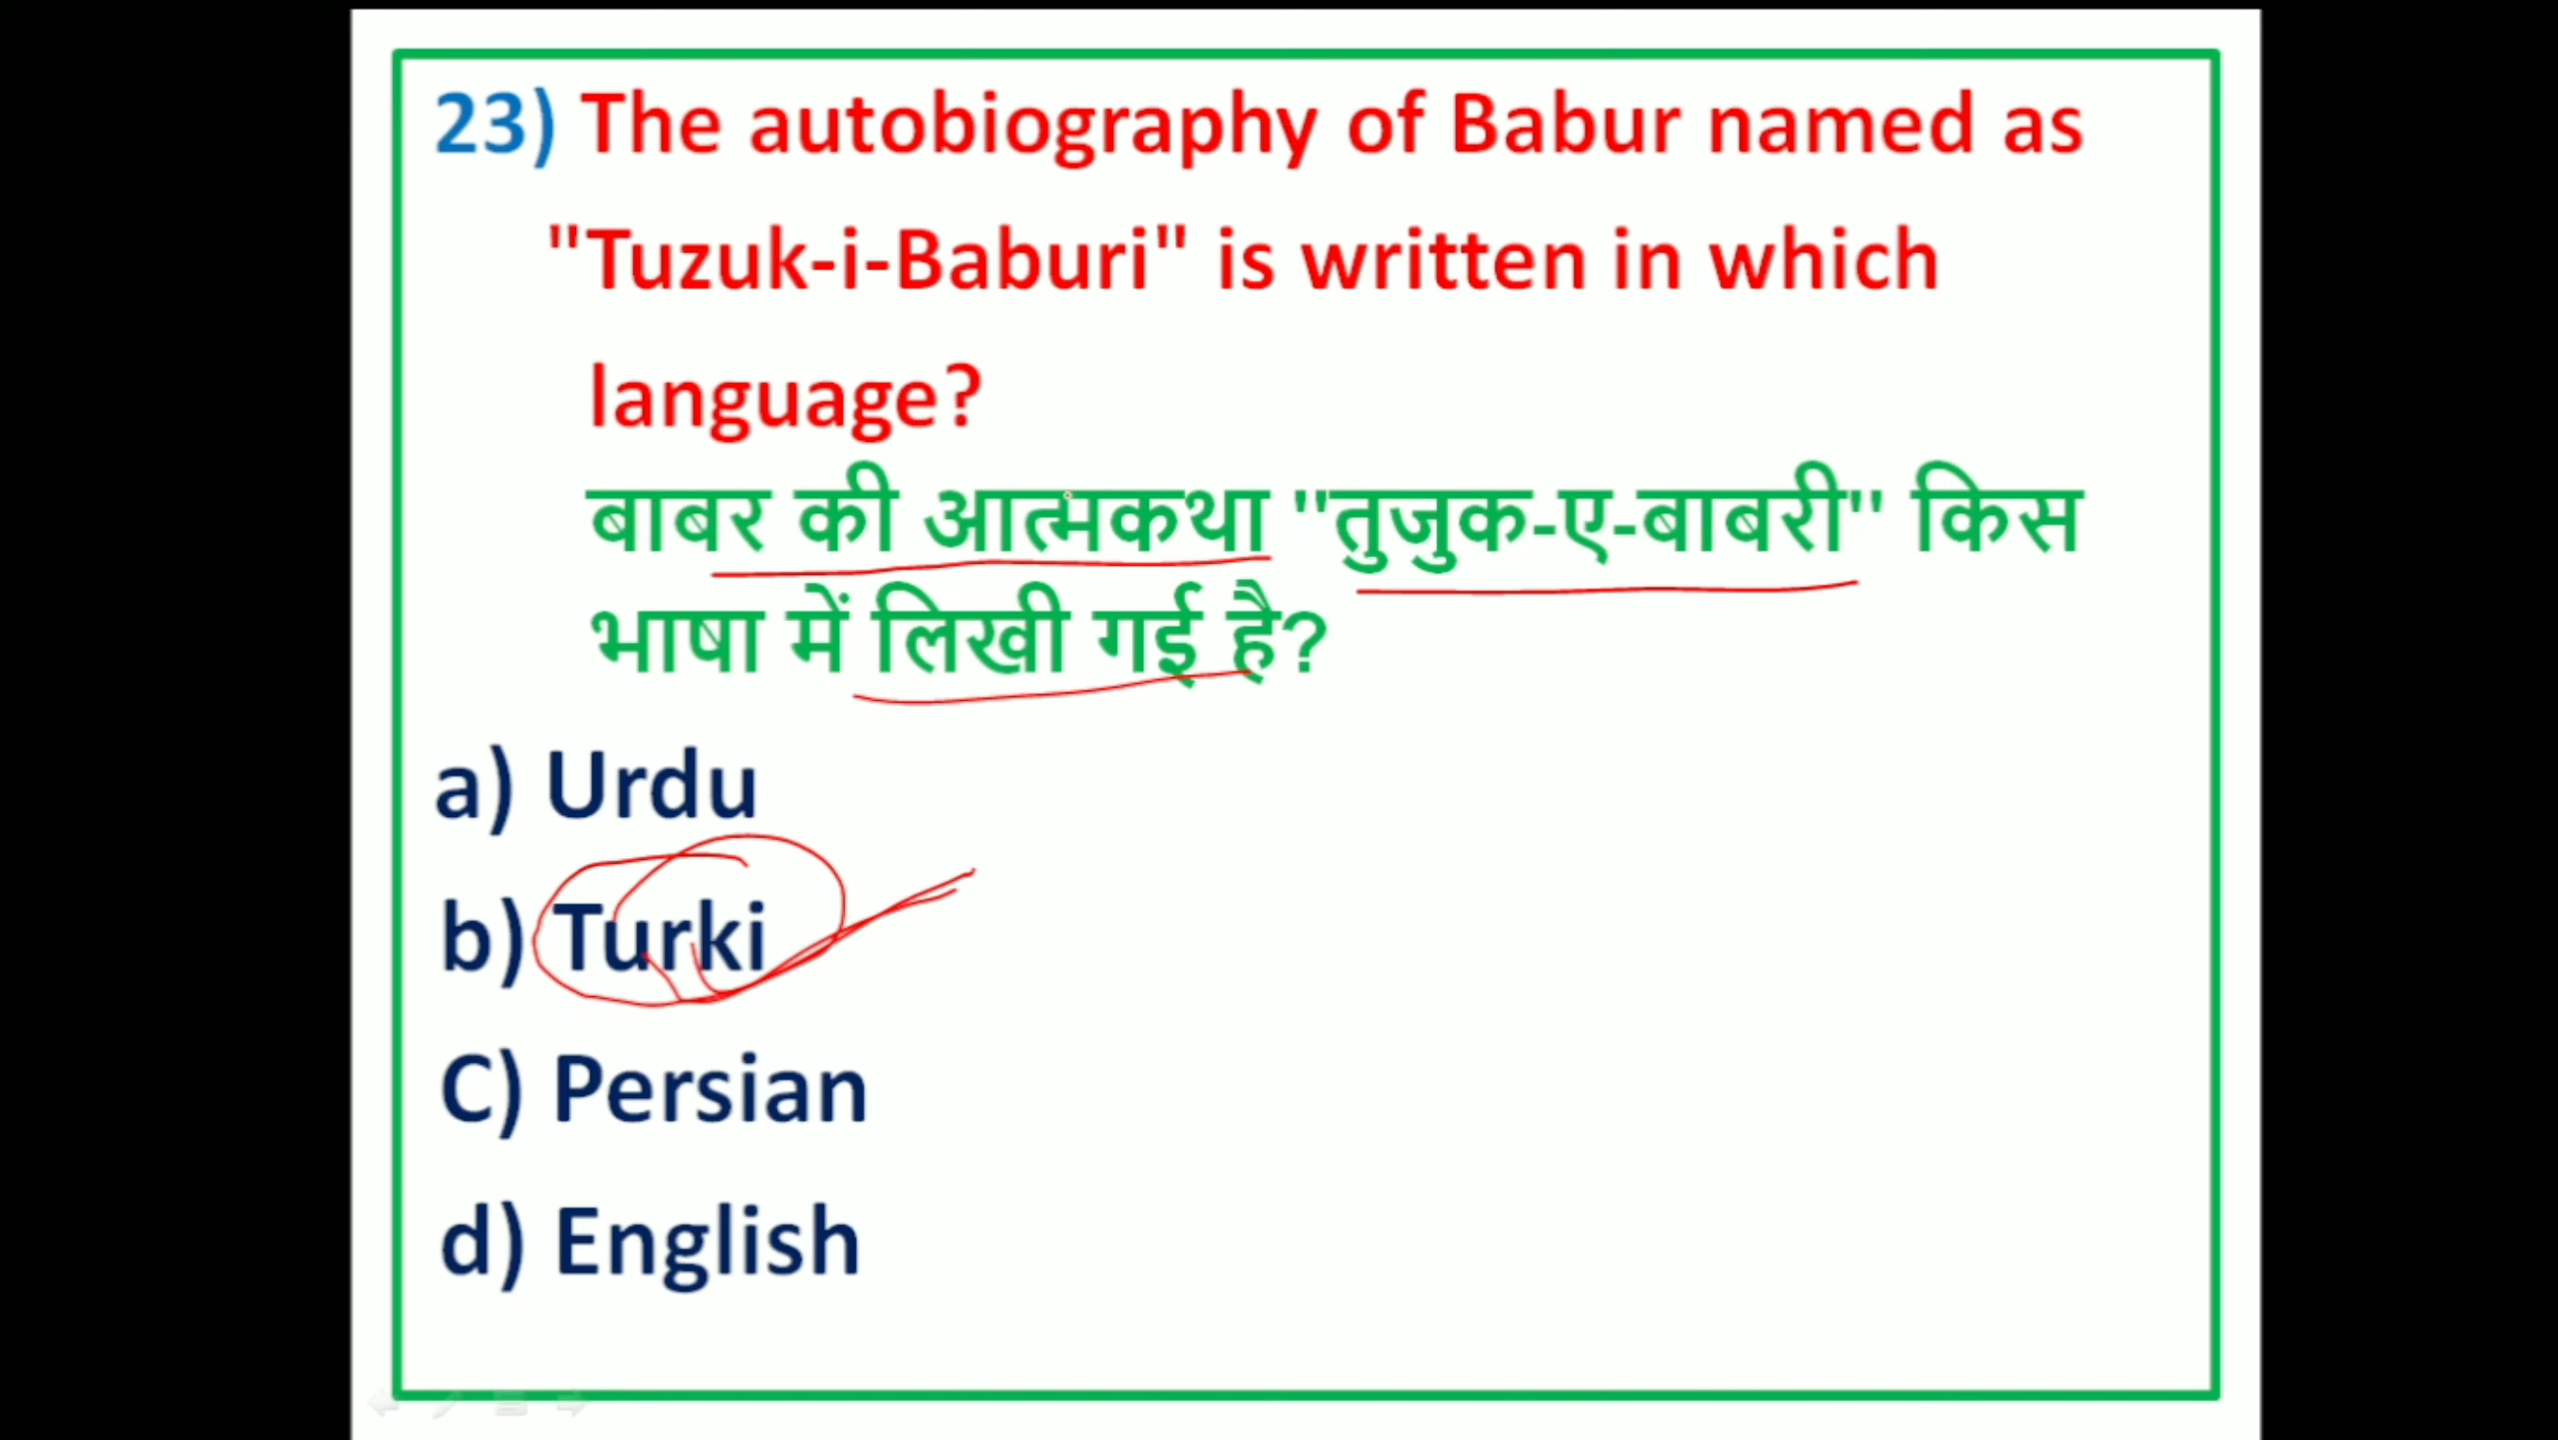 23) The autobiography of Babur named as
"Tuzuk-i-Baburi" is written in which
language?
बाबर की आत्मकथा "तुजुक-ए-बाबरी" किस
भाषा में लिखी गई है?
a) Urdu
b) Turki
C) Persian
d) English